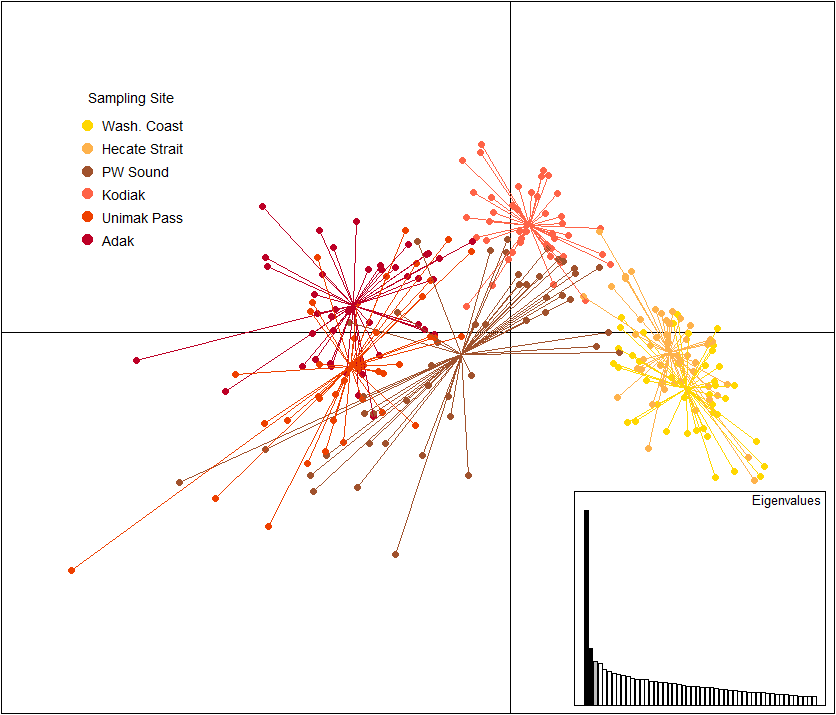 Sampling Site
Wash. Coast
Hecate Strait
PW Sound
Kodiak
Unimak Pass
Adak
Eigenvalues